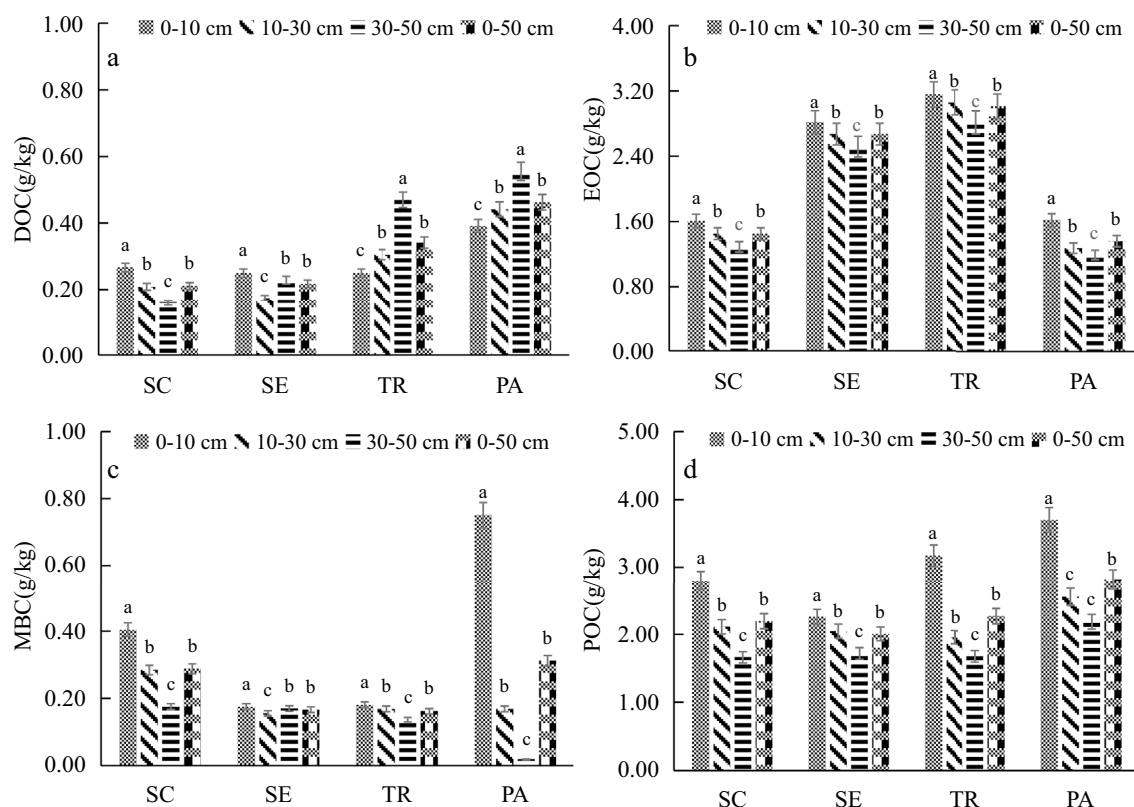 1.00
0-10 cm 10-30 cm 30-50 cm 0-50 cm
a
0.80
0.60
0.40
0.20
0.00
DOC(g/kg)
a b c b
a c b b
c b a b
c b a b
SC SE TR PA
4.00
0-10 cm 10-30 cm 30-50 cm 0-50 cm
b
3.20
2.40
1.60
0.80
0.00
EOC(g/kg)
a b c b
a b c b
a b c b
a b c b
SC SE TR PA
1.00
0-10 cm 10-30 cm 30-50 cm 0-50 cm
c
0.80
0.60
0.40
0.20
0.00
MBC(g/kg)
a b c b
a c b b
a b c b
a b c b
SC SE TR PA
5.00
0-10 cm 10-30 cm 30-50 cm 0-50 cm
d
4.00
3.00
2.00
1.00
0.00
POC(g/kg)
a b c b
a b c b
a b c b
a c c b
SC SE TR PA